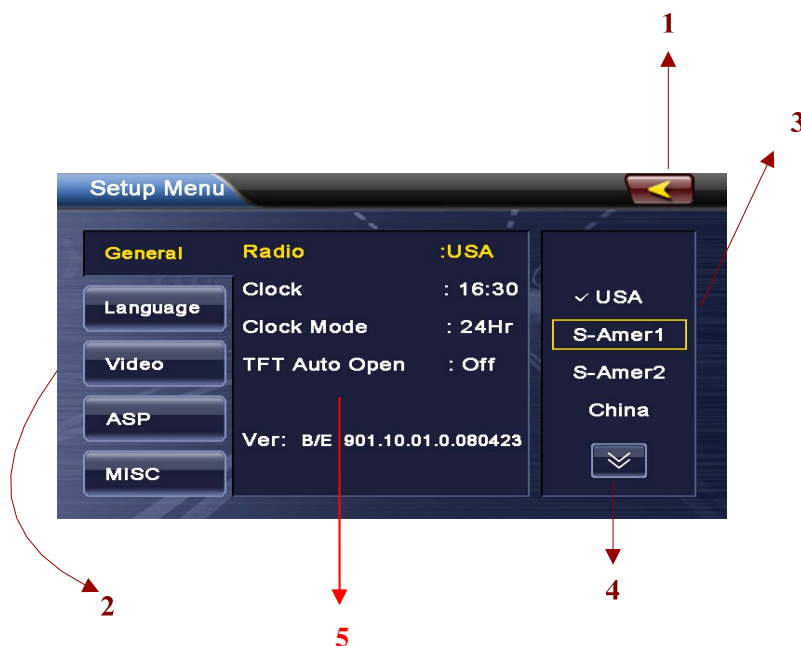 1
3
Setup Menu
General
Language
Video
ASP
MISC
Radio :USA
Clock : 16:30
Clock Mode : 24Hr
TFT Auto Open : Off
Ver: B/E 901.10.01.0.080423
✓ USA
S-Amer1
S-Amer2
China
2
4
5